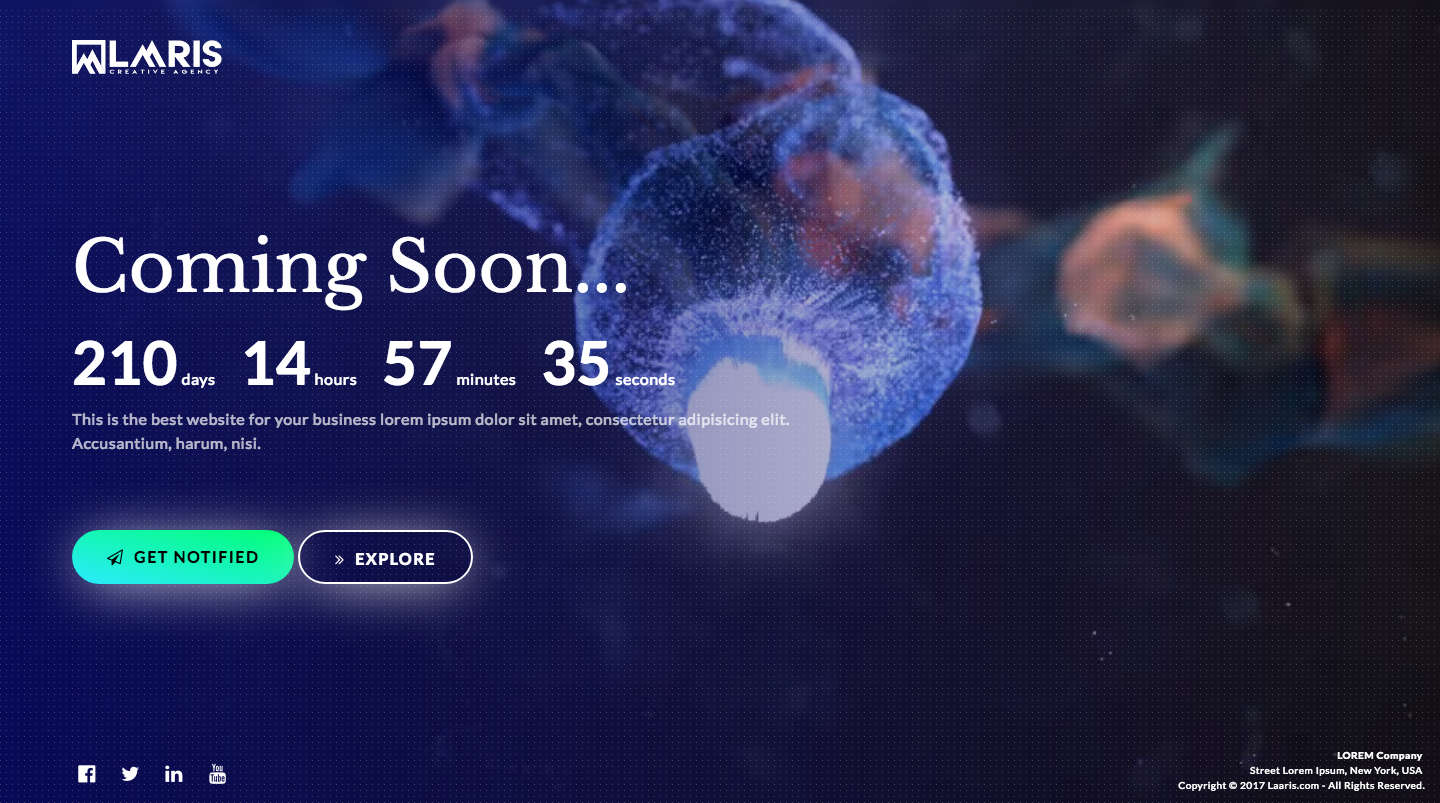 LAARIS
CREATIVE AGENCY
Coming Soon...
210 days 14 hours 57 minutes 35 seconds
This is the best website for your business lorem ipsum dolor sit amet, consectetur adipisicing elit.
Accusantium, harum, nisi.
GET NOTIFIED
EXPLORE
You
Tube
LOREM Company
Street Lorem Ipsum, New York, USA
Copyright © 2017 Laaris.com - All Rights Reserved.